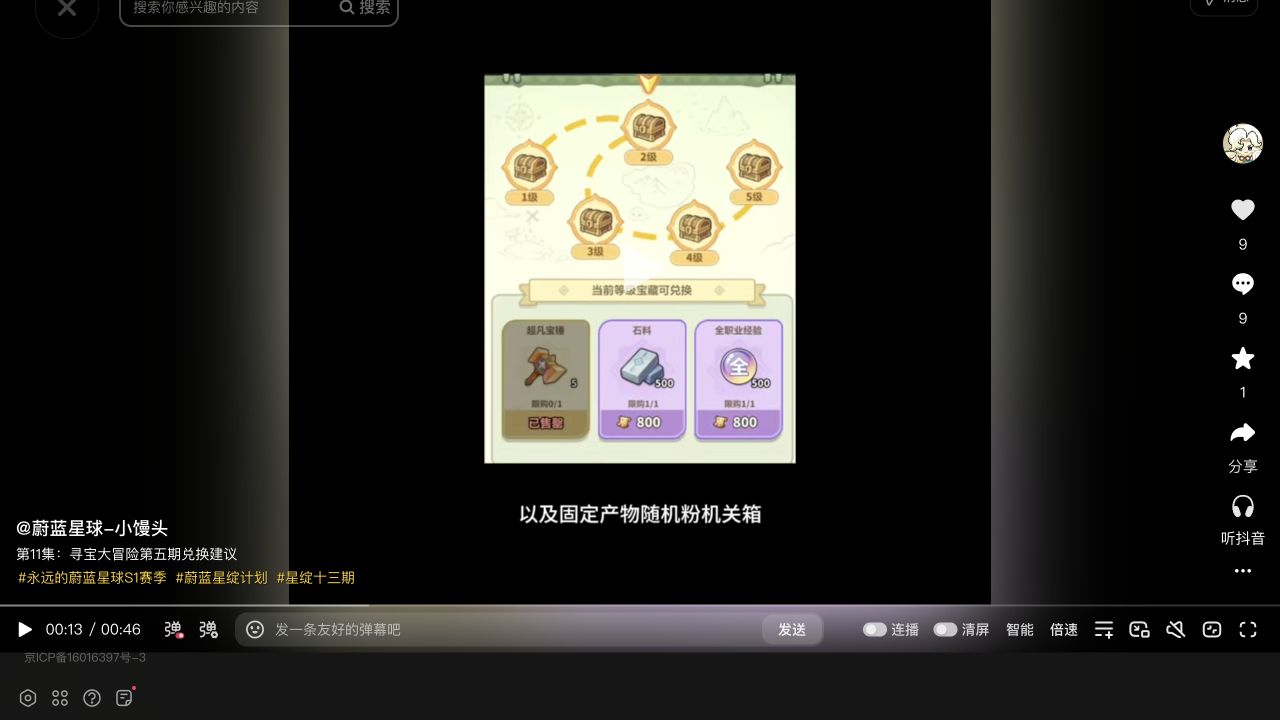 搜索你感兴趣的内容
搜索
2级
1级
5级
3级
4级
当前等级宝藏可兑换
超凡宝锤
石料
全职业经验
全
5
500
500
限购0/1
限购1/1
限购1/1
已售罄
800
800
以及固定产物随机粉机关箱
9
9
1
分享
听抖音
@蔚蓝星球-小馒头
第11集：寻宝大冒险第五期兑换建议
#永远的蔚蓝星球S1赛季 #蔚蓝星绽计划 #星绽十三期
00:13 / 00:46
弹
弹
发一条友好的弹幕吧
发送
连播
清屏
智能
倍速
京ICP备16016397号-3